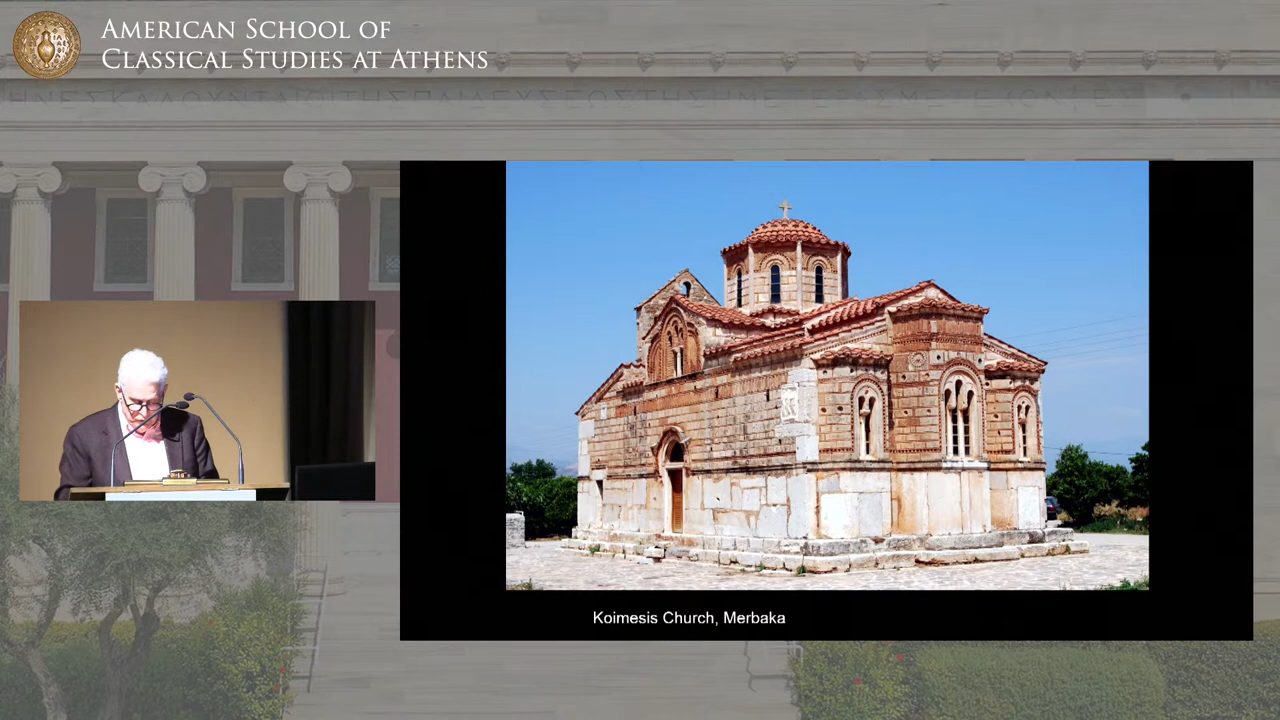 American School of
Classical Studies at Athens
Koimesis Church, Merbaka